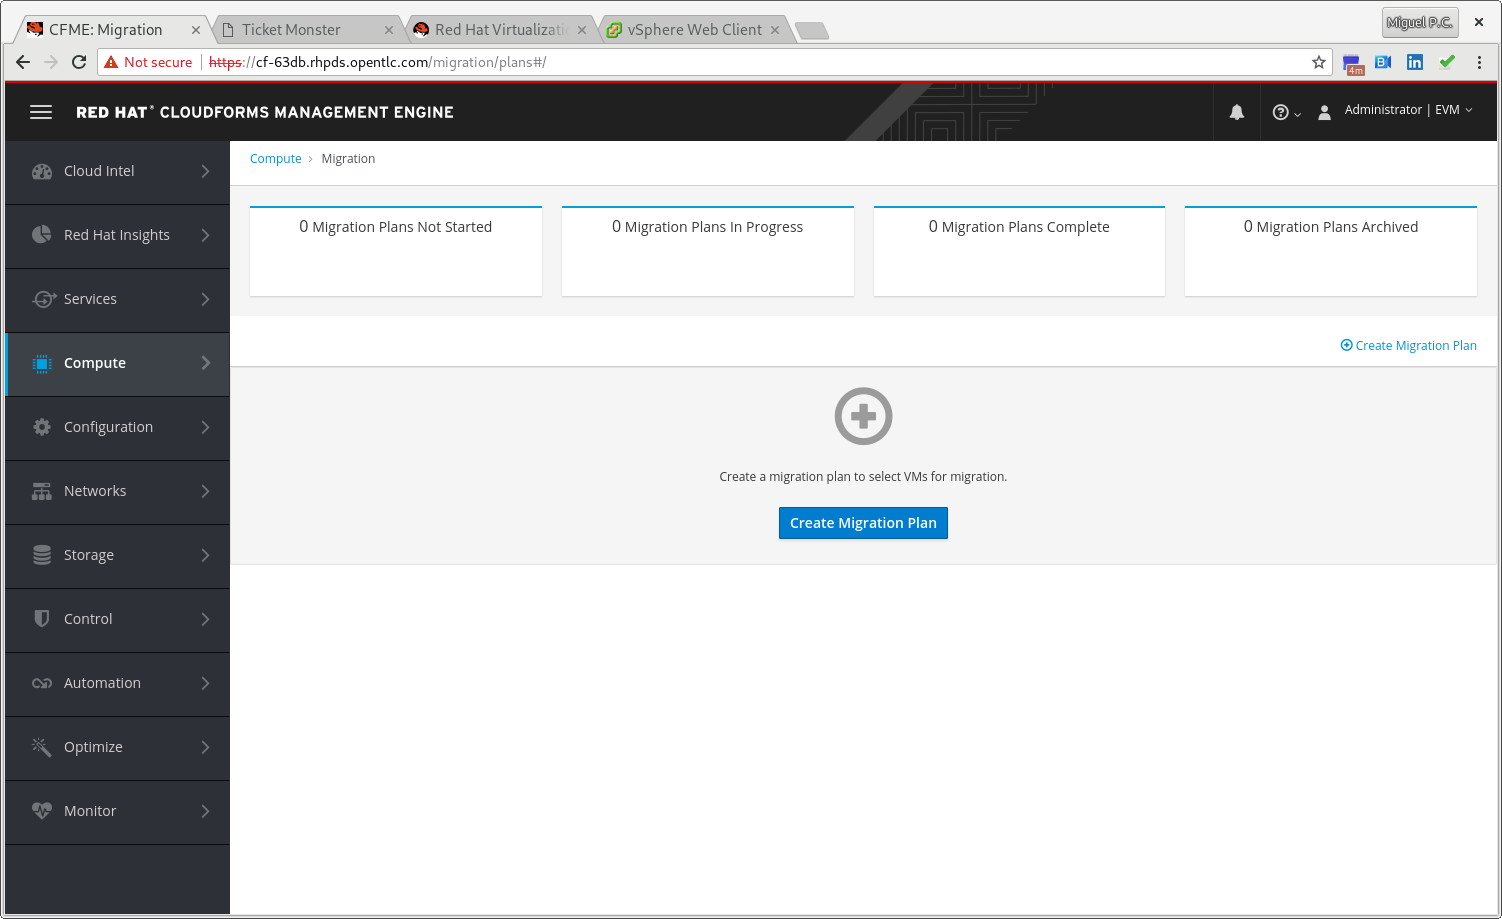 CFME: Migration
Ticket Monster
Red Hat Virtualizati
vSphere Web Client
Miguel P.C.
Not secure
https://cf-63db.rhpds.opentlc.com/migration/plans#/
4m
RED HAT® CLOUDFORMS MANAGEMENT ENGINE
Administrator | EVM
Cloud Intel
Red Hat Insights
Services
Compute
Configuration
Networks
Storage
Control
Automation
Optimize
Monitor
Compute › Migration
0 Migration Plans Not Started
0 Migration Plans In Progress
0 Migration Plans Complete
0 Migration Plans Archived
Create Migration Plan
Create a migration plan to select VMs for migration.
Create Migration Plan